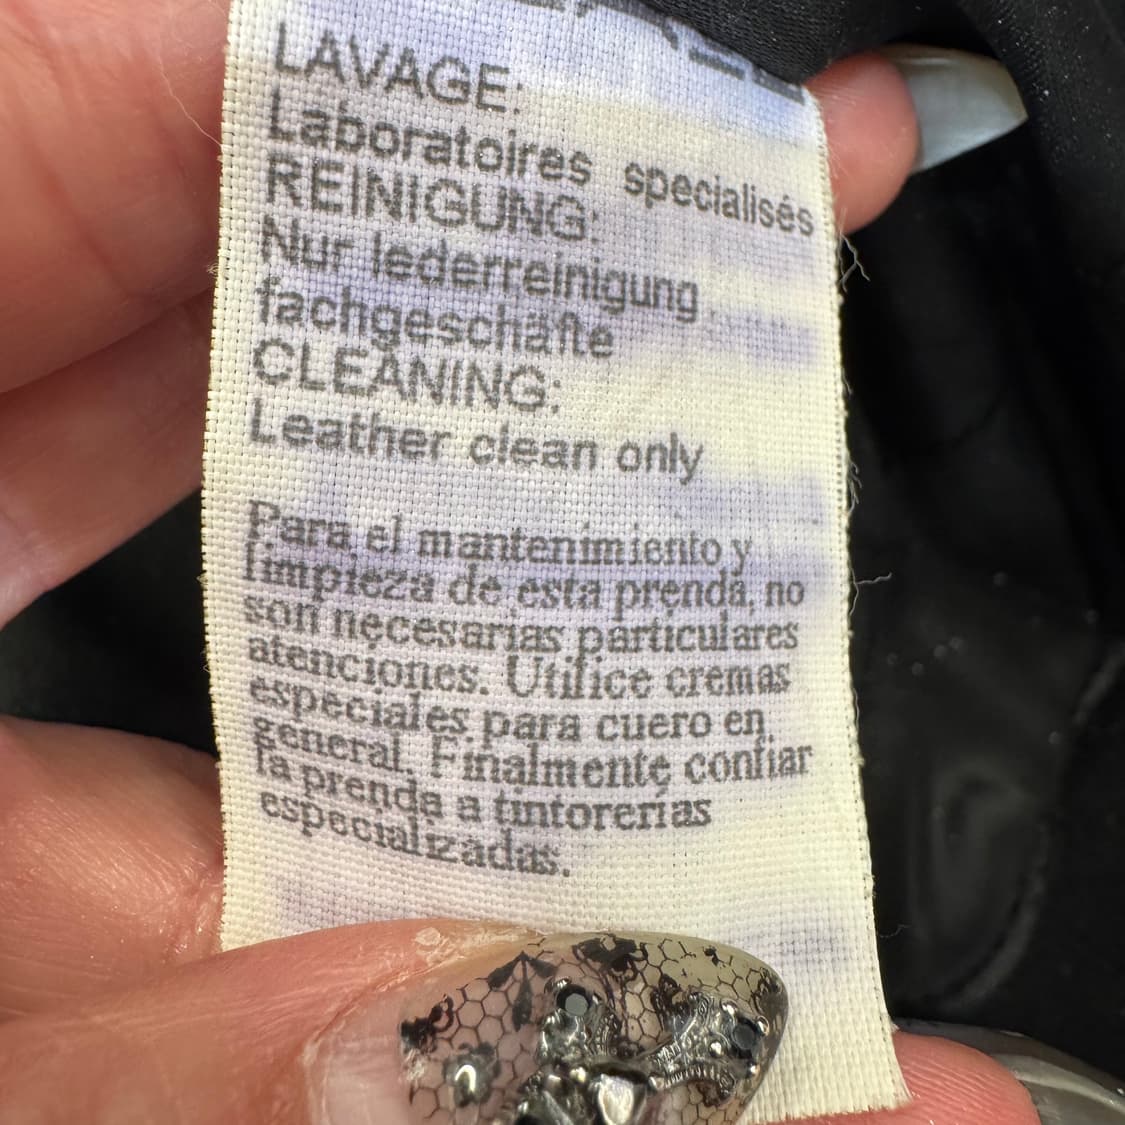 LAVAGE:
Laboratoires specialisés
REINIGUNG:
Nur lederreinigung
fachgeschäfte
CLEANING:
Leather clean only
Para el mantenimiento y
limpieza de esta prenda, no
son necesarias particulares
atenciones. Utilice cremas
especiales para cuero en
general. Finalmente confiar
la prenda a tintorerias
especializadas.